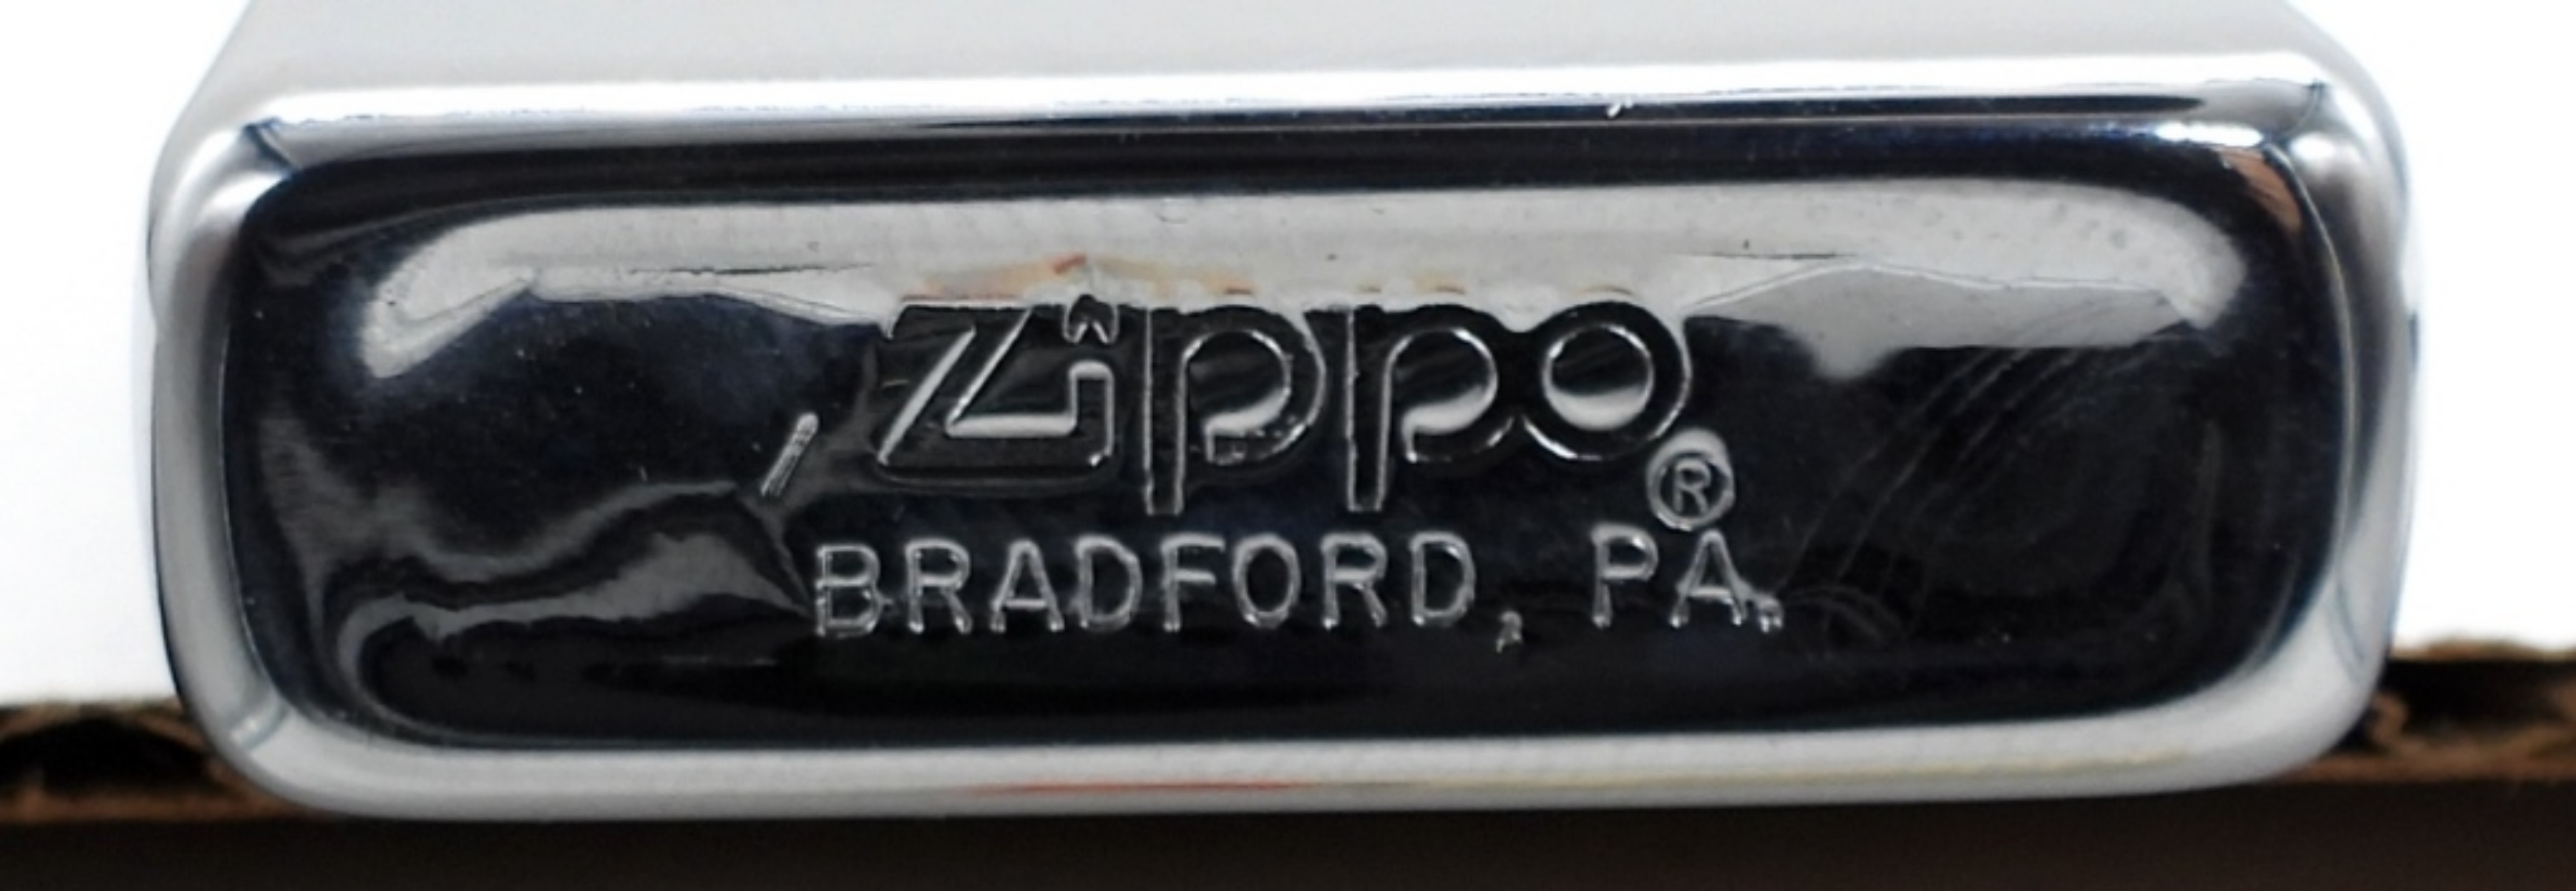 / Zippo®
BRADFORD, PA.